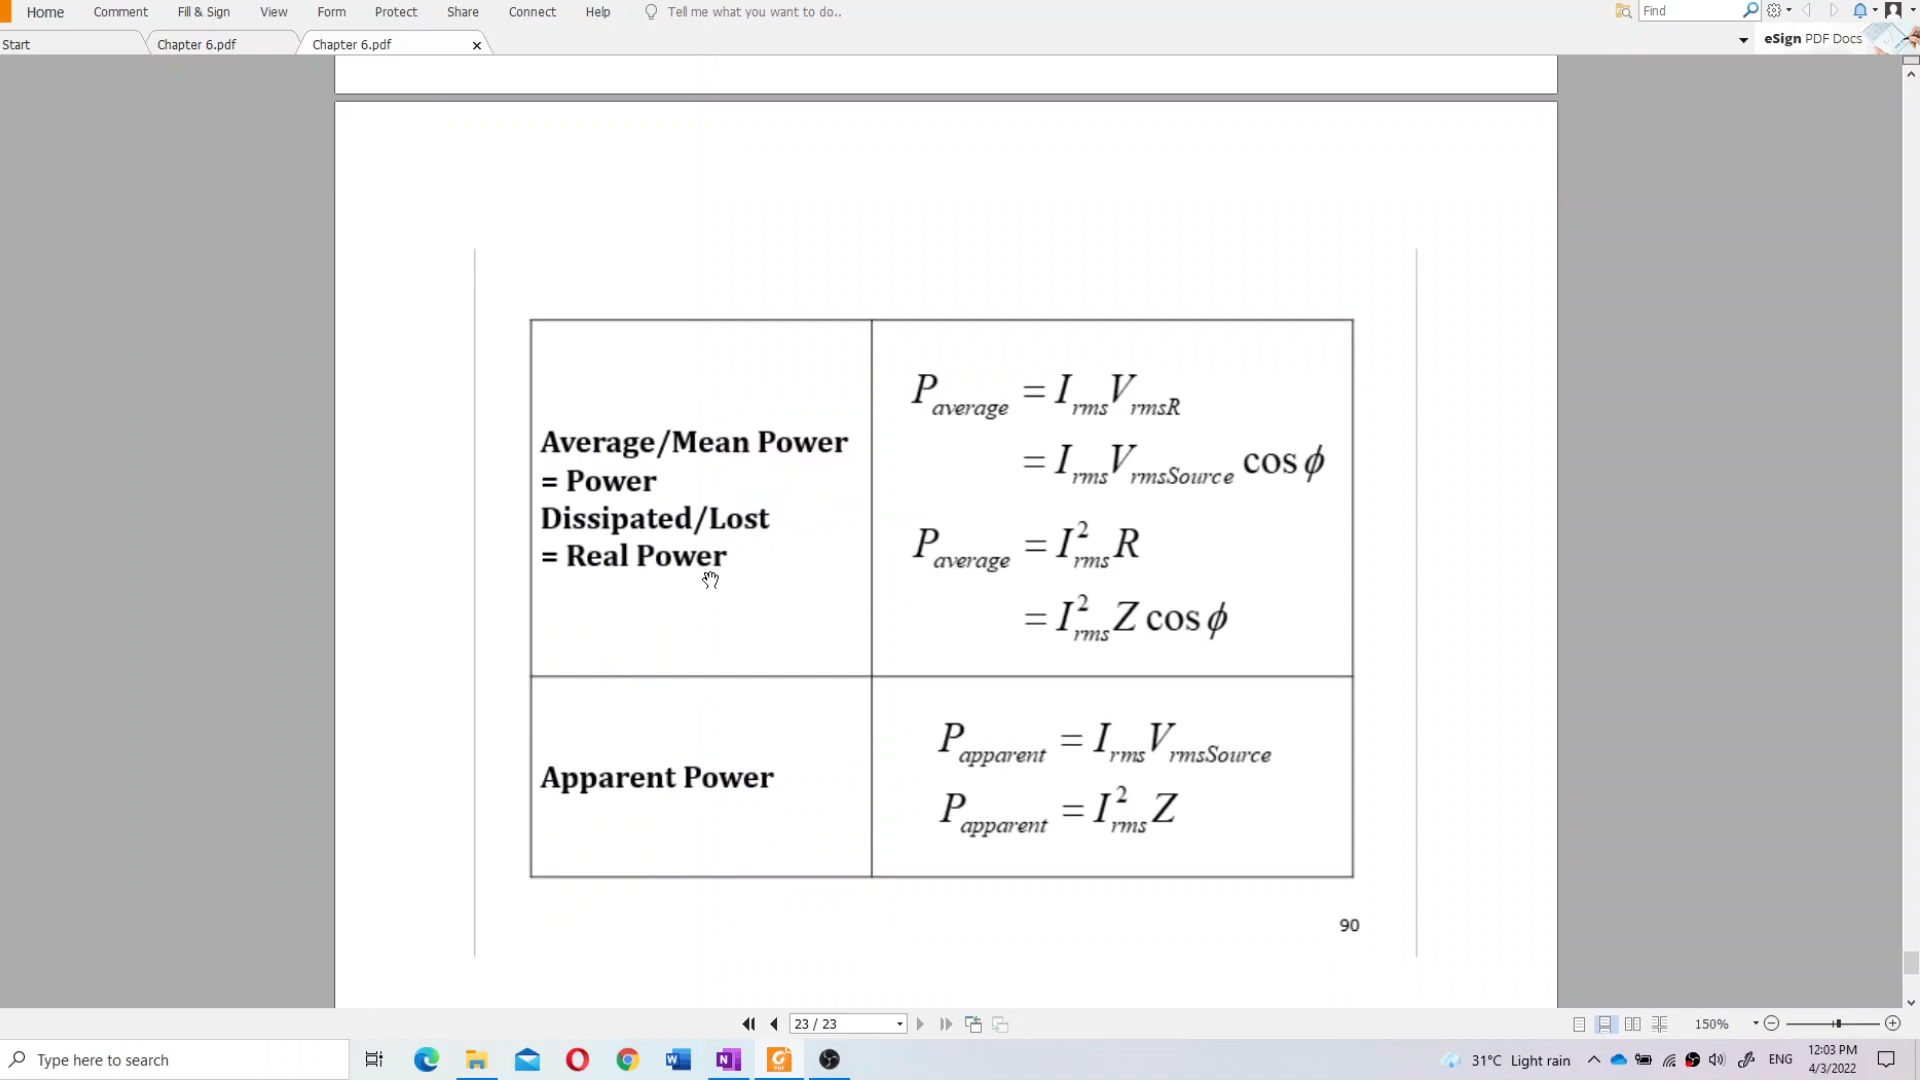 Home Comment Fill & Sign View Form Protect Share Connect Help Tell me what you want to do.. Find
Start Chapter 6.pdf Chapter 6.pdf × eSign PDF Docs
Average/Mean Power
= Power
Dissipated/Lost
= Real Power
P_average = I_rms V_rmsR
= I_rms V_rmsSource cos ϕ
P_average = I²_rms R
= I²_rms Z cos ϕ
Apparent Power
P_apparent = I_rms V_rmsSource
P_apparent = I²_rms Z
90
23 / 23 150%
Type here to search 31°C Light rain ENG 12:03 PM
4/3/2022